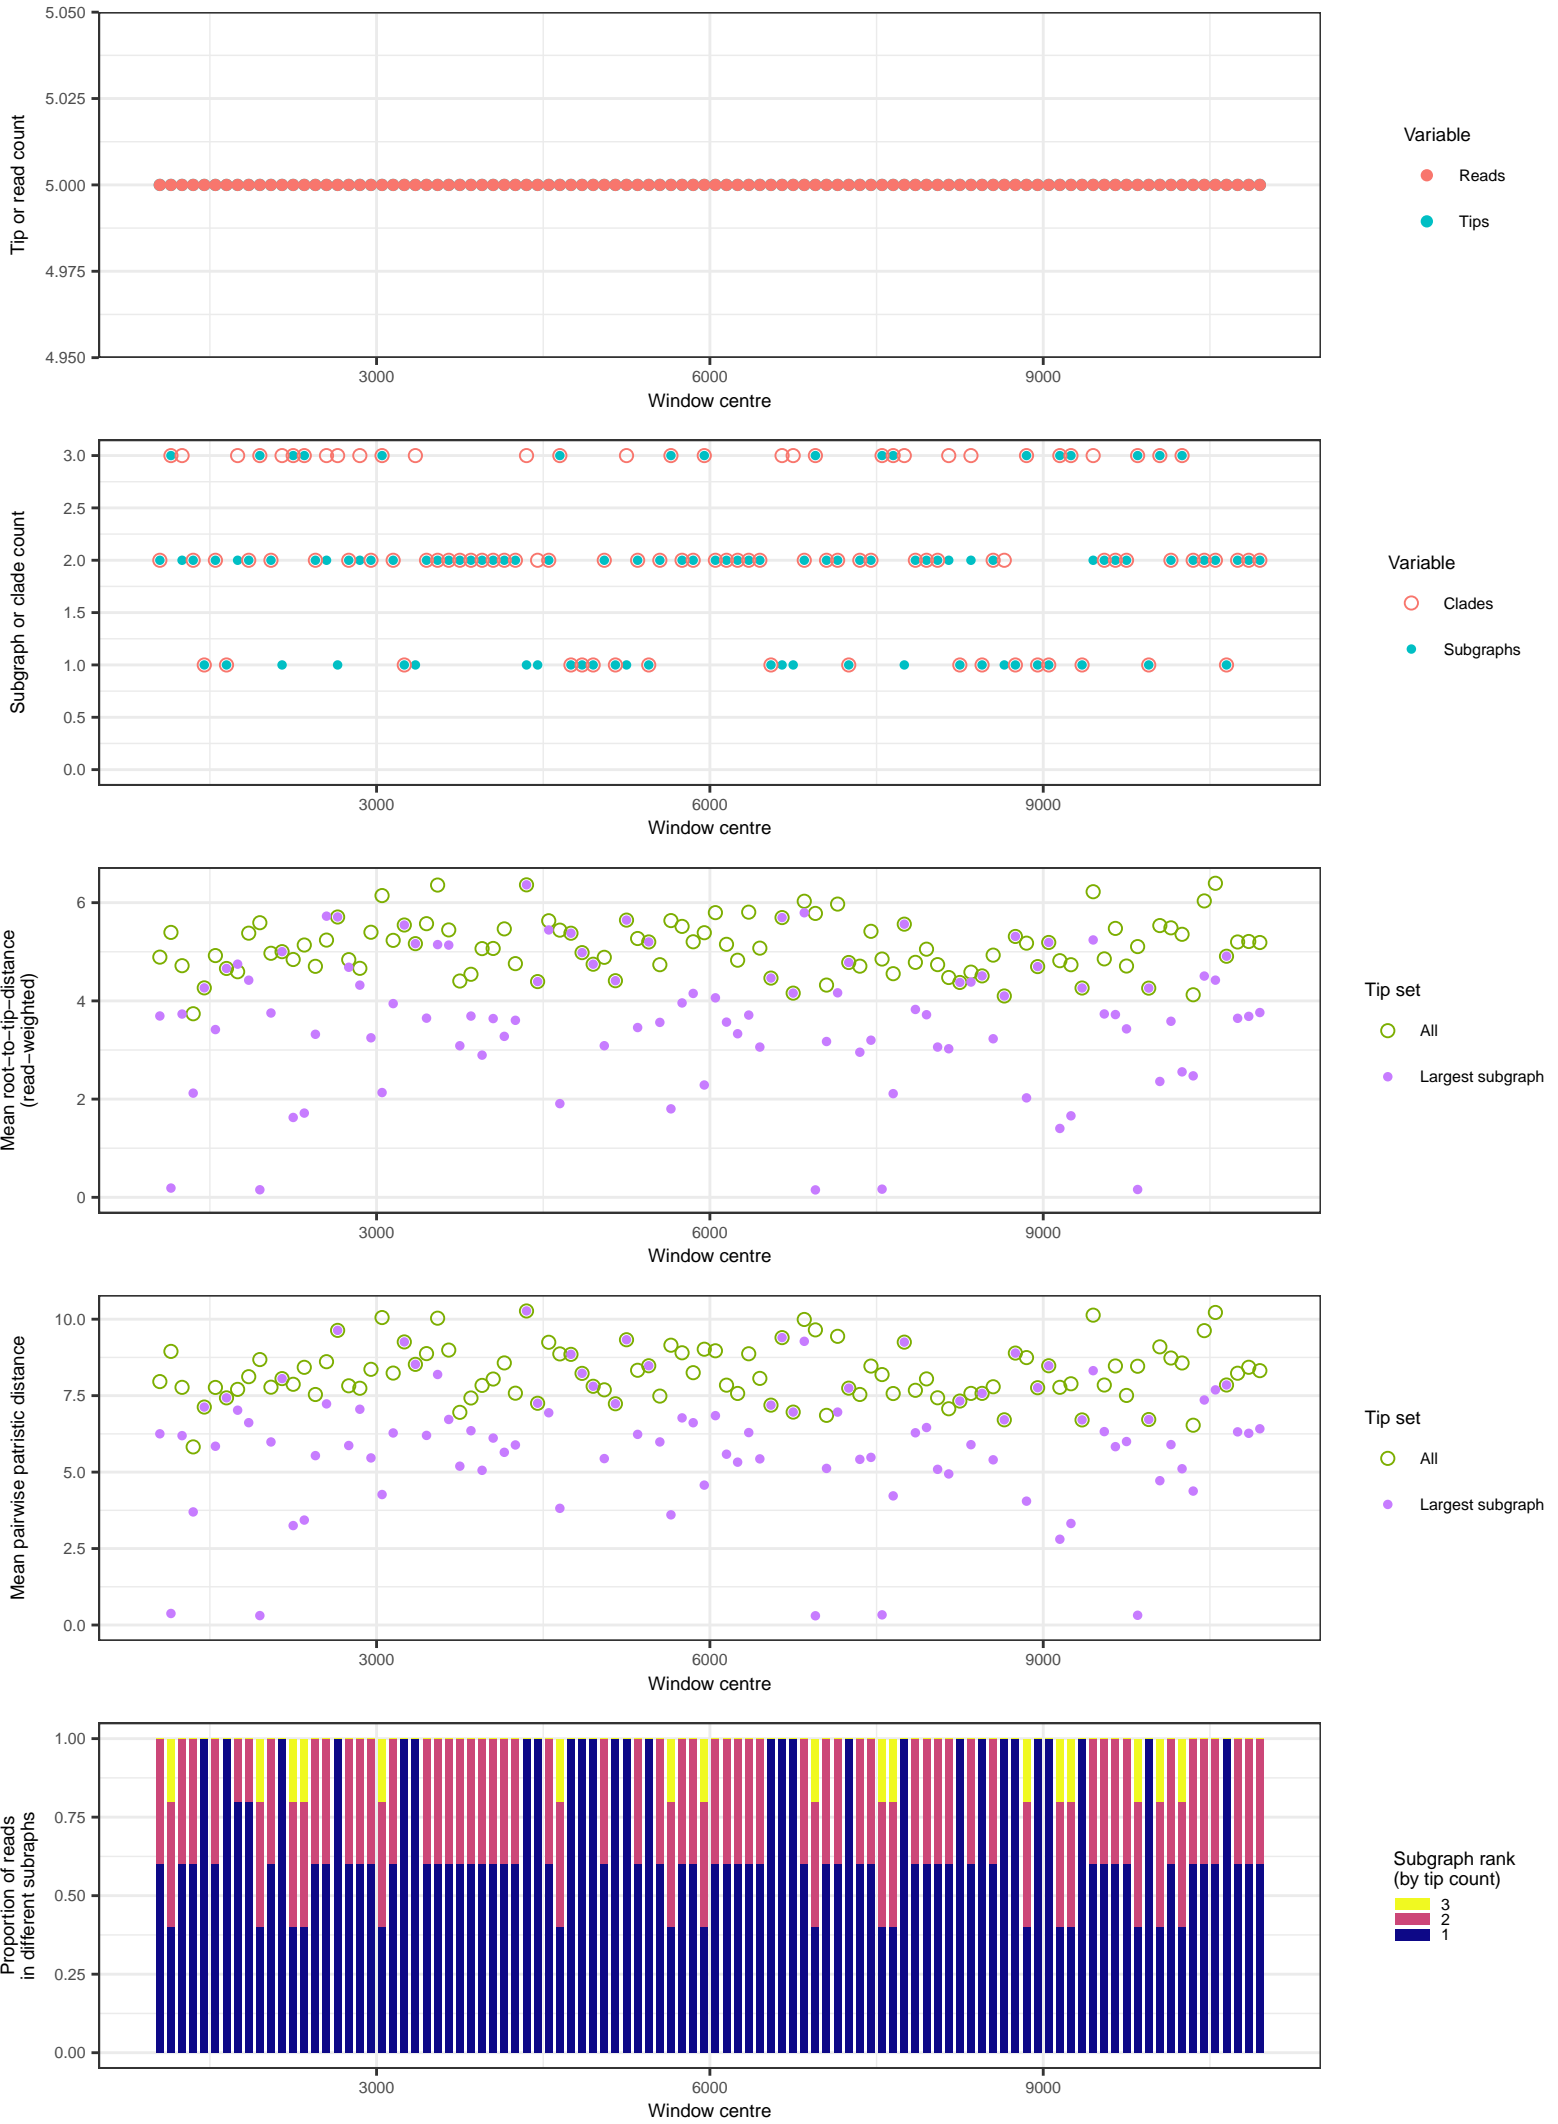 5.050
5.025
5.000
4.975
4.950
Tip or read count
3000 6000 9000
Window centre
Variable
Reads
Tips
3.0
2.5
2.0
1.5
1.0
0.5
0.0
Subgraph or clade count
3000 6000 9000
Window centre
Variable
Clades
Subgraphs
6
4
2
0
Mean root−to−tip−distance
(read−weighted)
3000 6000 9000
Window centre
Tip set
All
Largest subgraph
10.0
7.5
5.0
2.5
0.0
Mean pairwise patristic distance
3000 6000 9000
Window centre
Tip set
All
Largest subgraph
1.00
0.75
0.50
0.25
0.00
Proportion of reads
in different subraphs
3000 6000 9000
Window centre
Subgraph rank
(by tip count)
3
2
1